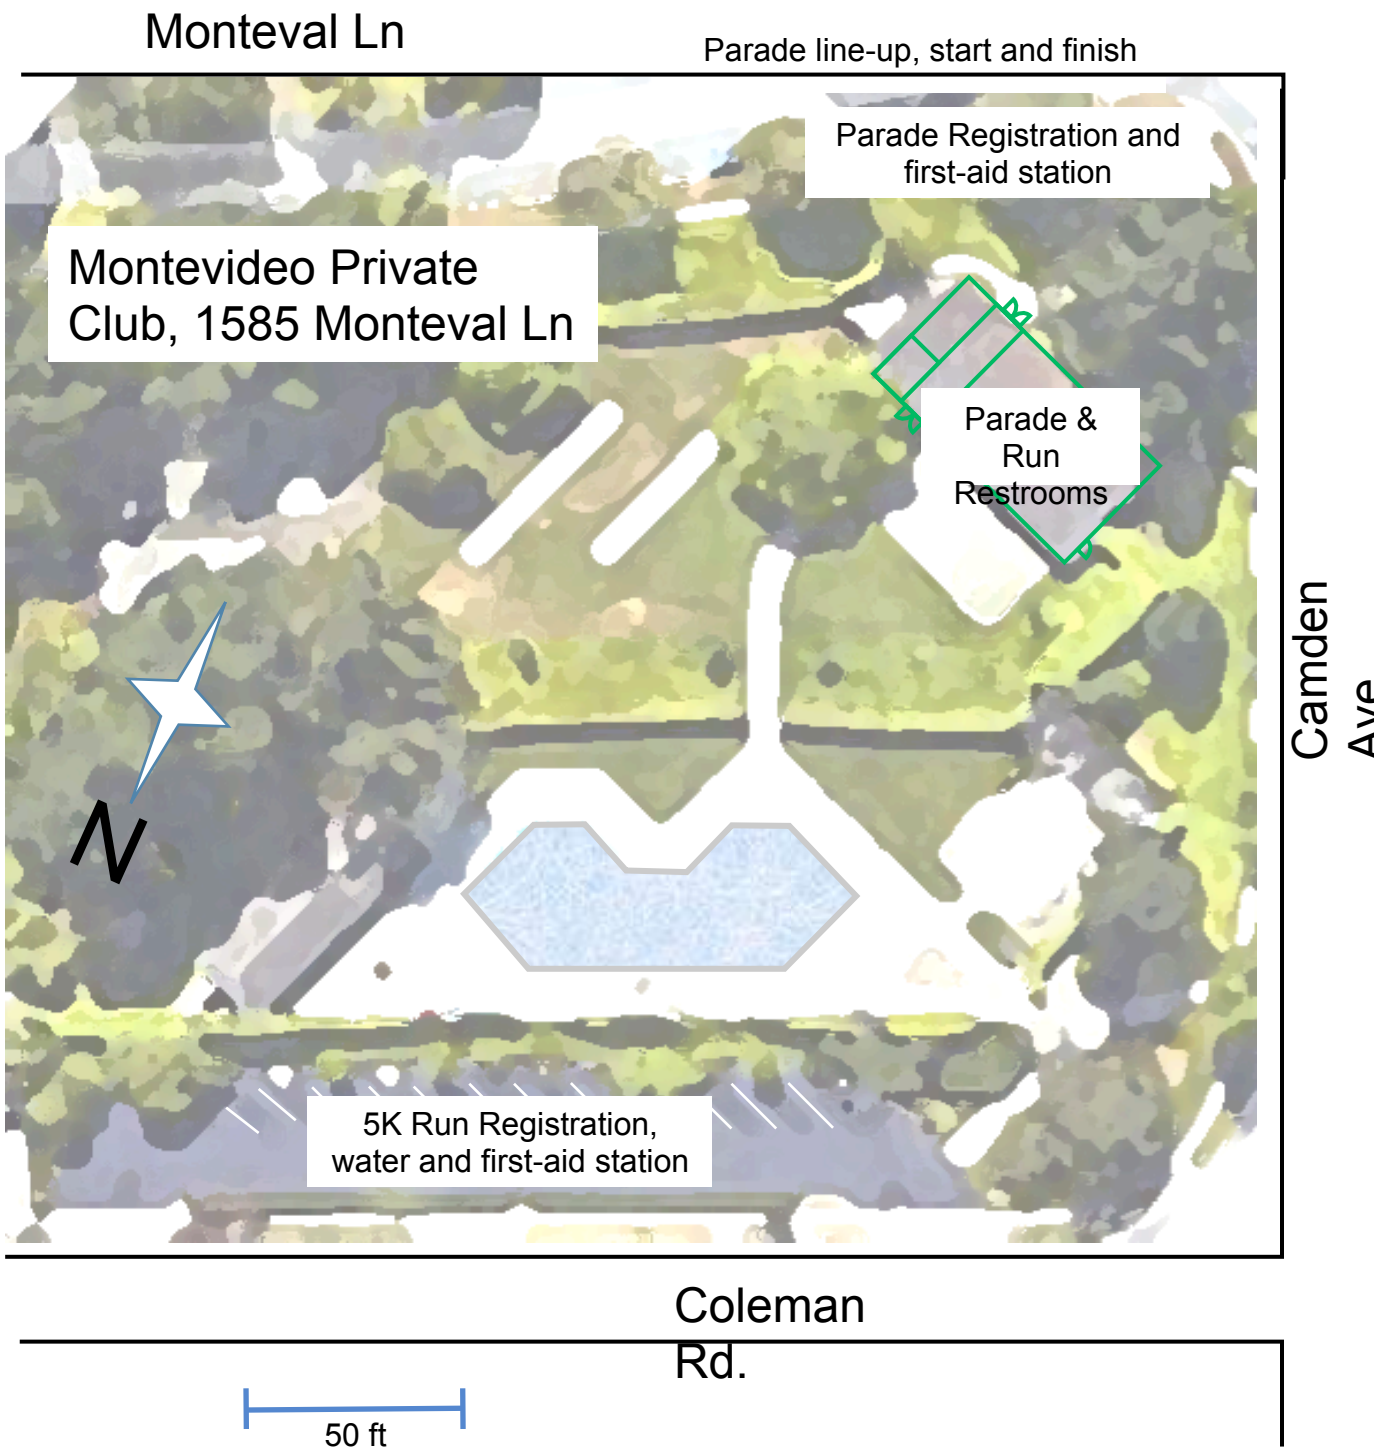 Monteval Ln
Parade line-up, start and finish
Parade Registration and
first-aid station
Montevideo Private
Club, 1585 Monteval Ln
Parade &
Run
Restrooms
Camden
Ave
N
5K Run Registration,
water and first-aid station
Coleman
Rd.
50 ft